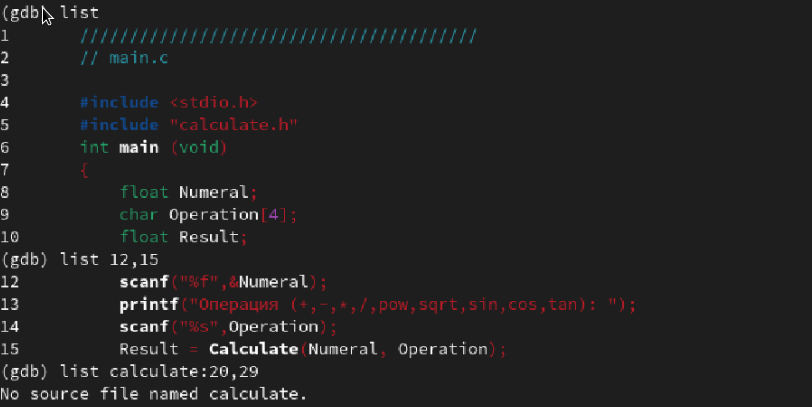 (gdb) list
1       ////////////////////////////////////////
2       // main.c
3
4       #include <stdio.h>
5       #include "calculate.h"
6       int main (void)
7       {
8           float Numeral;
9           char Operation[4];
10          float Result;
(gdb) list 12,15
12          scanf("%f",&Numeral);
13          printf("Операция (+,-,*,/,pow,sqrt,sin,cos,tan): ");
14          scanf("%s",Operation);
15          Result = Calculate(Numeral, Operation);
(gdb) list calculate:20,29
No source file named calculate.